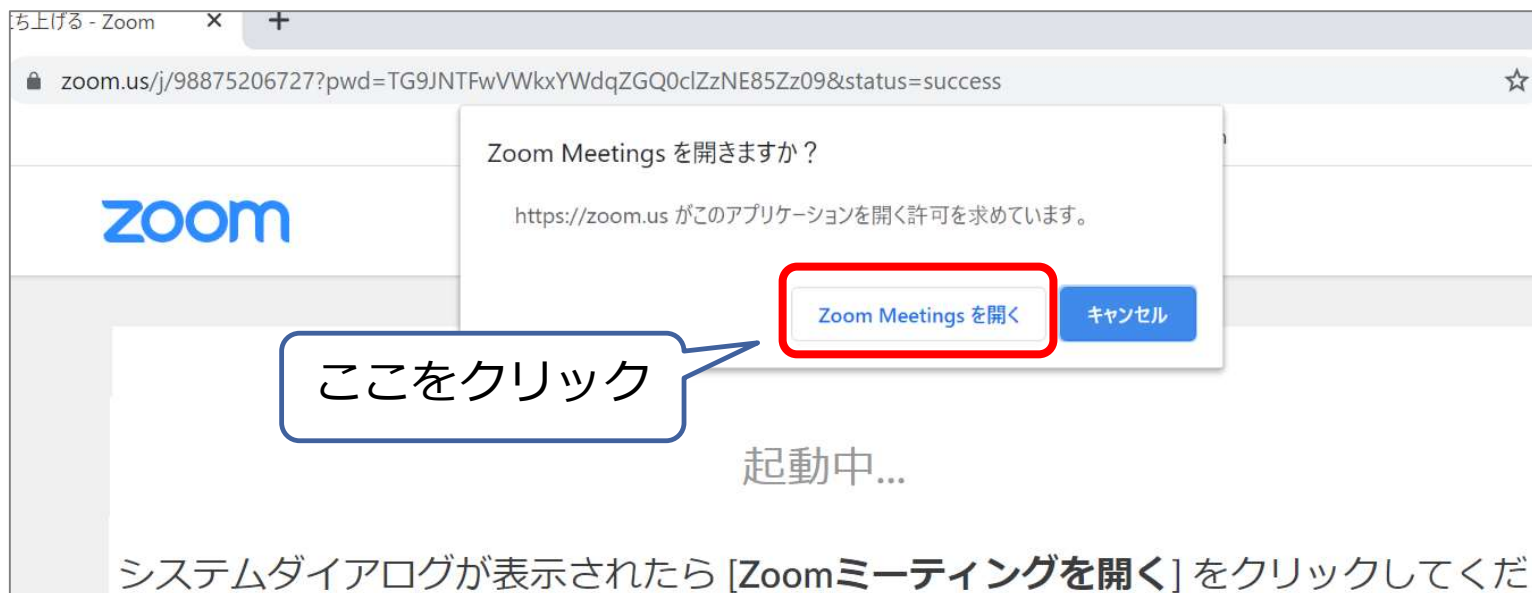 ち上げる - Zoom
zoom.us/j/98875206727?pwd=TG9JNTFwVWkxYWdqZGQ0clZzNE85Zz09&status=success
Zoom Meetings を開きますか？
zoom
https://zoom.us がこのアプリケーションを開く許可を求めています。
Zoom Meetings を開く
キャンセル
ここをクリック
起動中...
システムダイアログが表示されたら [Zoomミーティングを開く] をクリックしてくだ